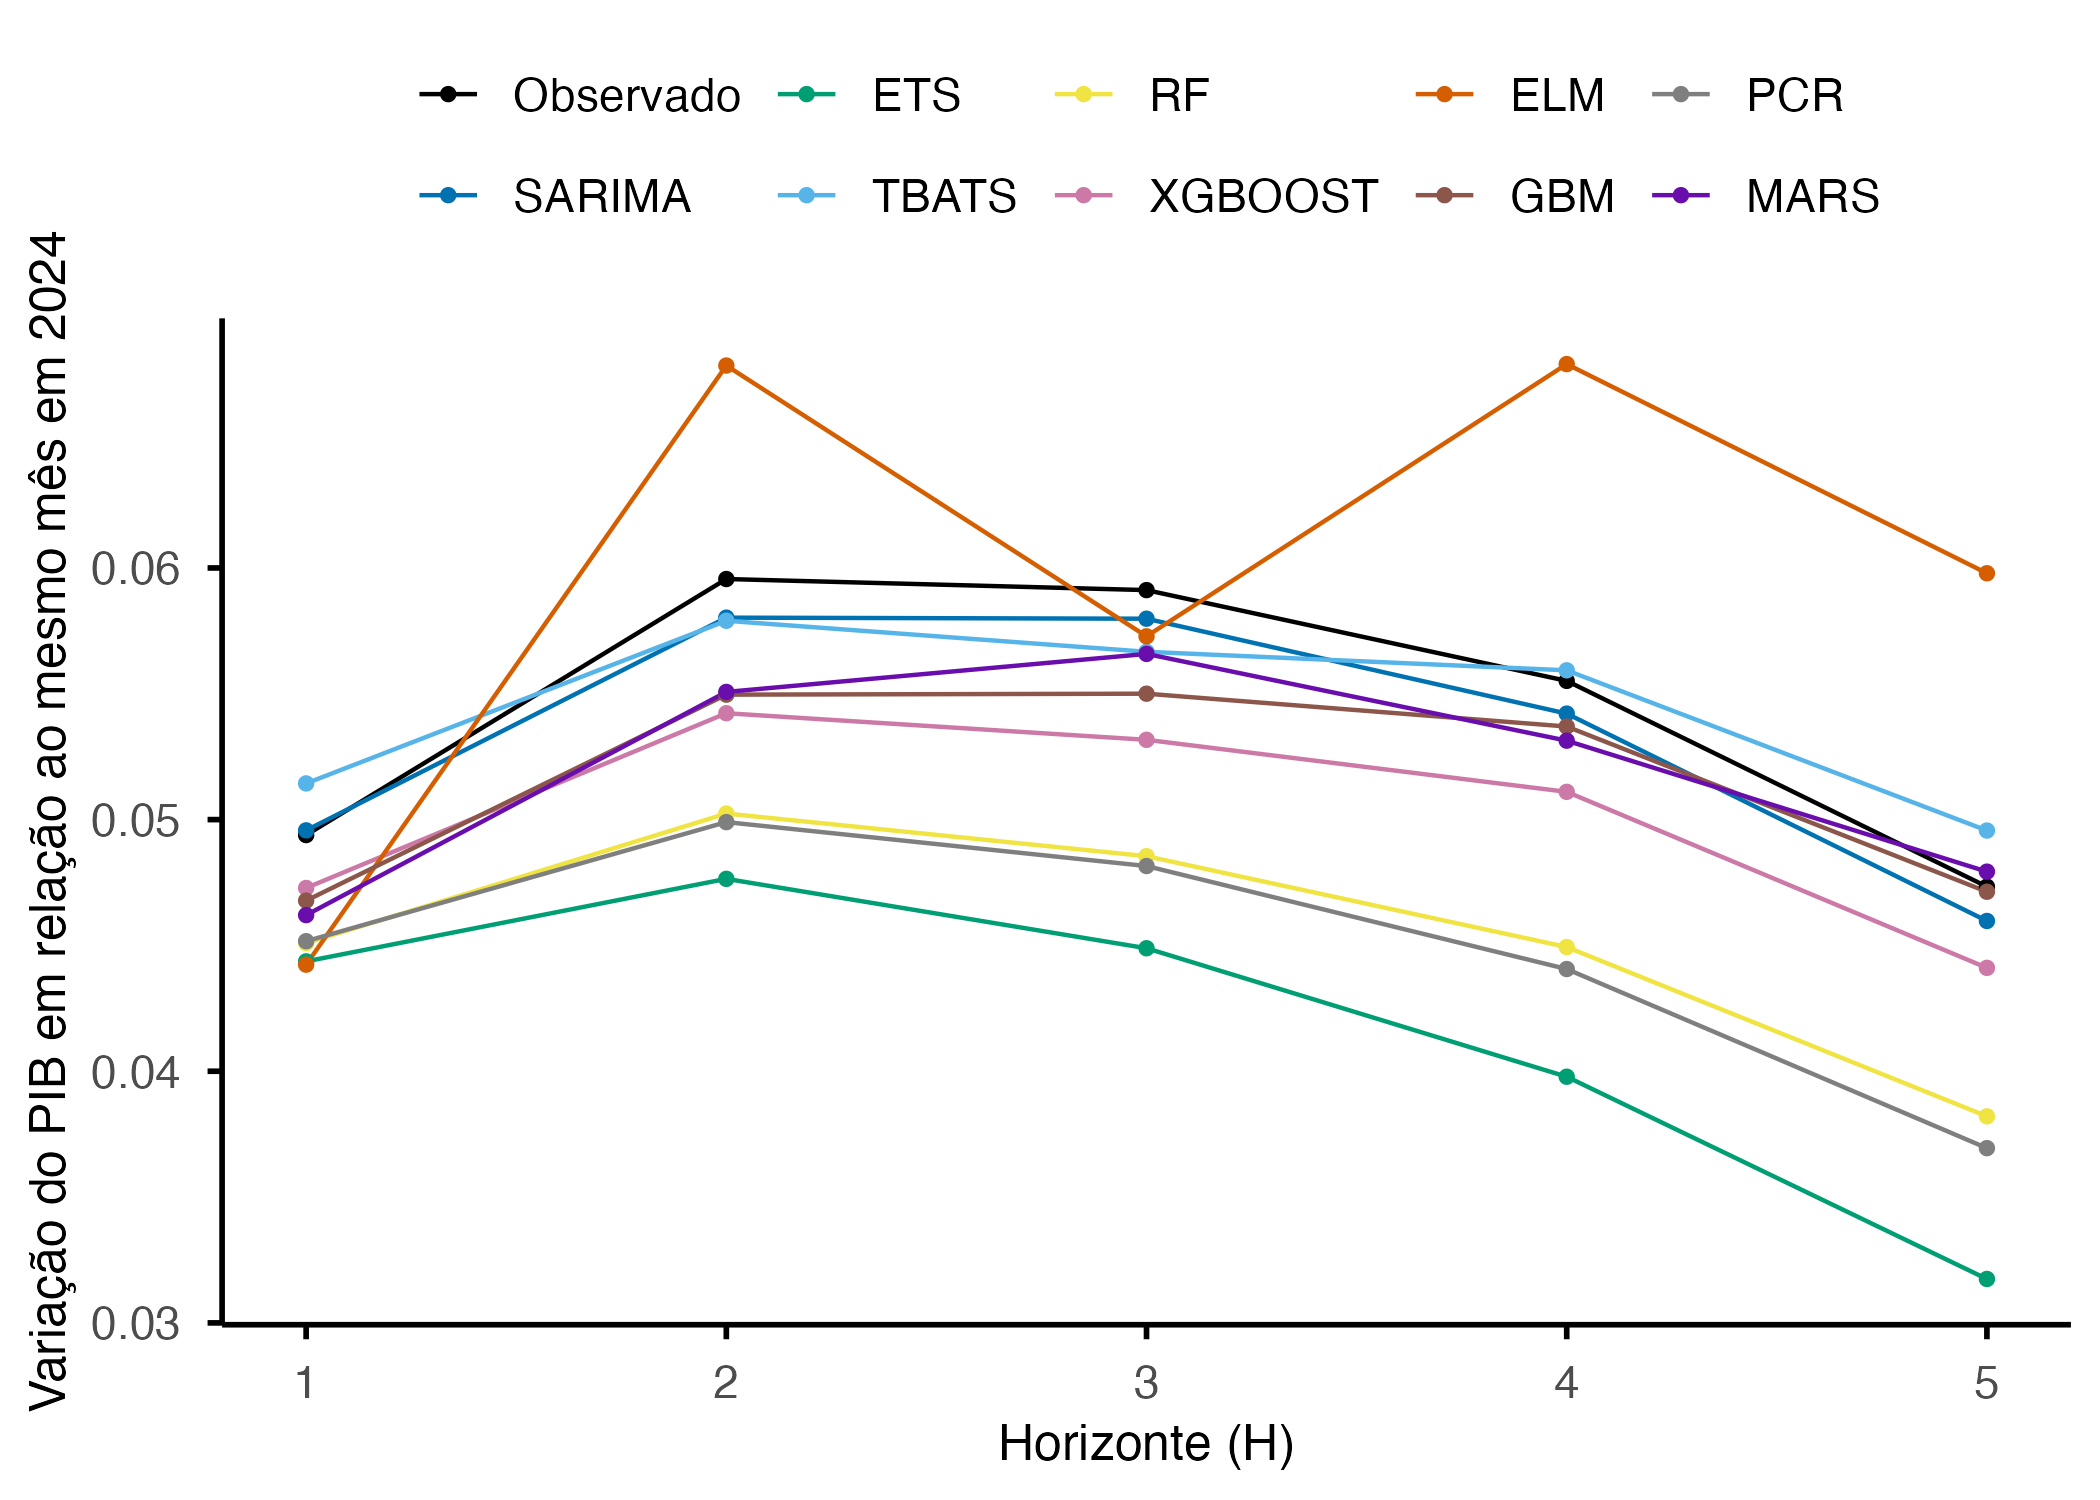 Observado ETS RF ELM PCR
SARIMA TBATS XGBOOST GBM MARS
Variação do PIB em relação ao mesmo mês em 2024
0.06
0.05
0.04
0.03
1 2 3 4 5
Horizonte (H)